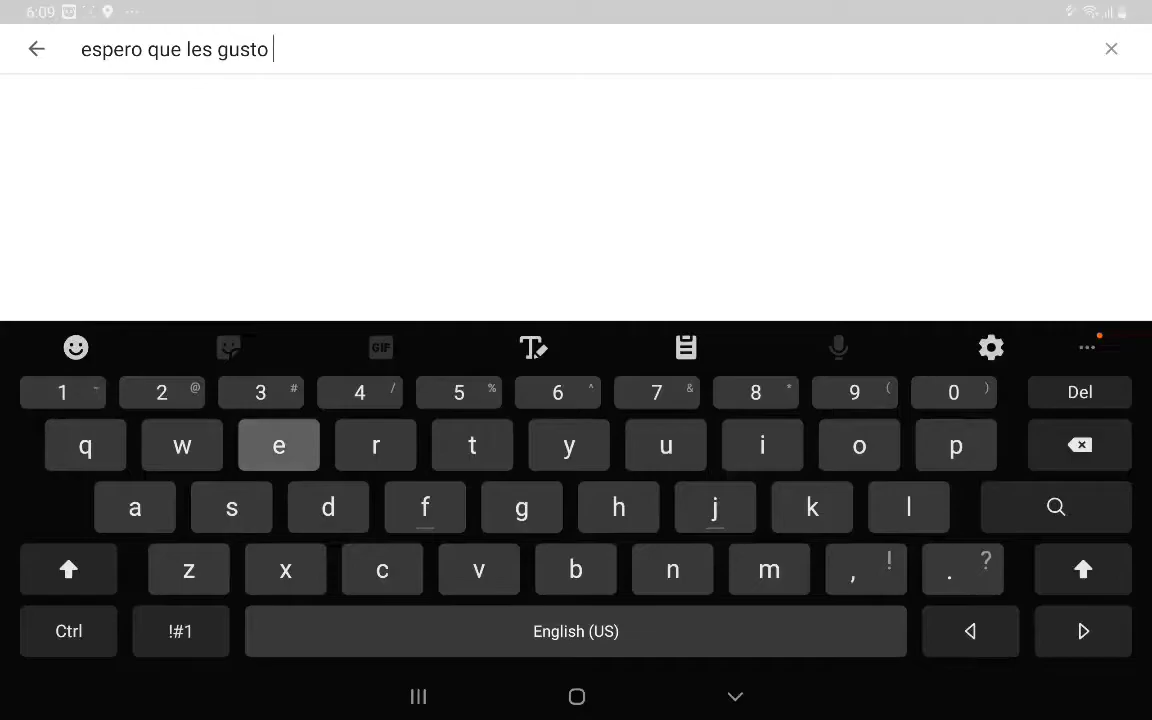 6:09
espero que les gusto
GIF
1 ~ 2 @ 3 # 4 / 5 % 6 ^ 7 & 8 * 9 ( 0 ) Del
q w e r t y u i o p
a s d f g h j k l
z x c v b n m , ! . ?
Ctrl !#1 English (US)